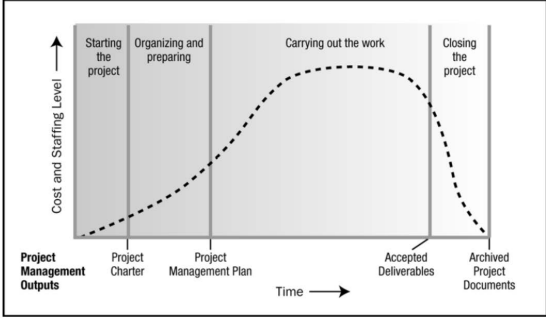 Starting
the
project
Organizing and
preparing
Carrying out the work
Closing
the
project
Cost and Staffing Level
Project
Management
Outputs
Project
Charter
Project
Management Plan
Accepted
Deliverables
Archived
Project
Documents
Time